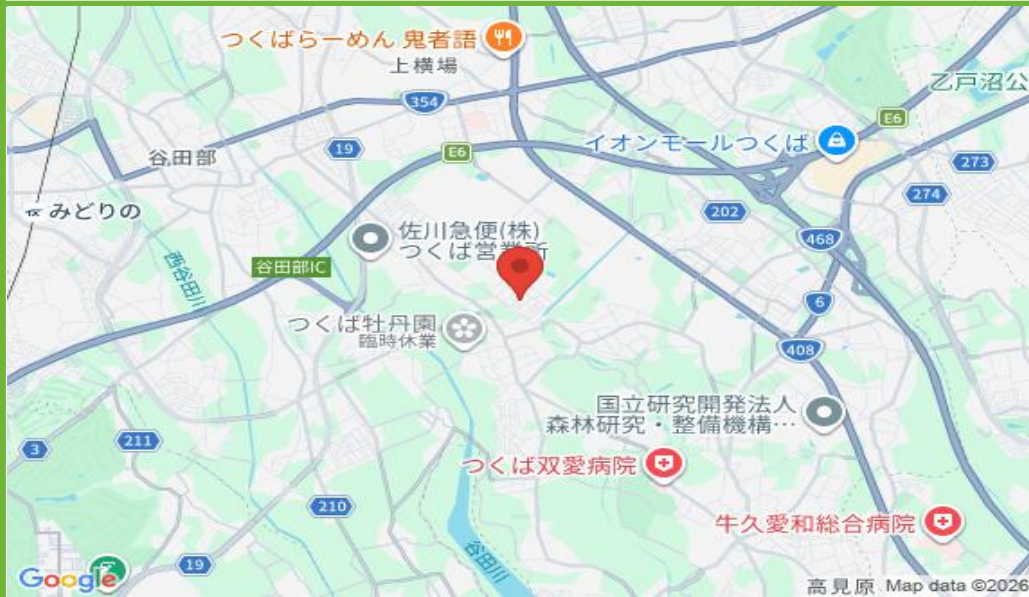 つくばらーめん 鬼者語
上横場
354
乙戸沼公
E6
イオンモールつくば
谷田部
19
E6
273
274
みどりの
佐川急便(株)
つくば営業所
202
468
谷田部IC
西谷田川
6
つくば牡丹園
臨時休業
408
国立研究開発法人
森林研究・整備機構…
3
211
つくば双愛病院
210
牛久愛和総合病院
谷田川
19
Google
高見原 Map data ©2026